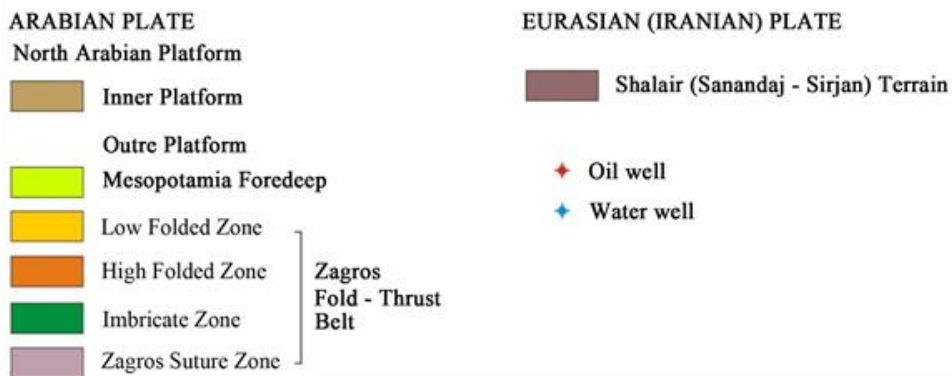 ARABIAN PLATE
North Arabian Platform
Inner Platform
Outre Platform
Mesopotamia Foredeep
Low Folded Zone
High Folded Zone
Imbricate Zone
Zagros Suture Zone
Zagros
Fold - Thrust
Belt
EURASIAN (IRANIAN) PLATE
Shalair (Sanandaj - Sirjan) Terrain
Oil well
Water well